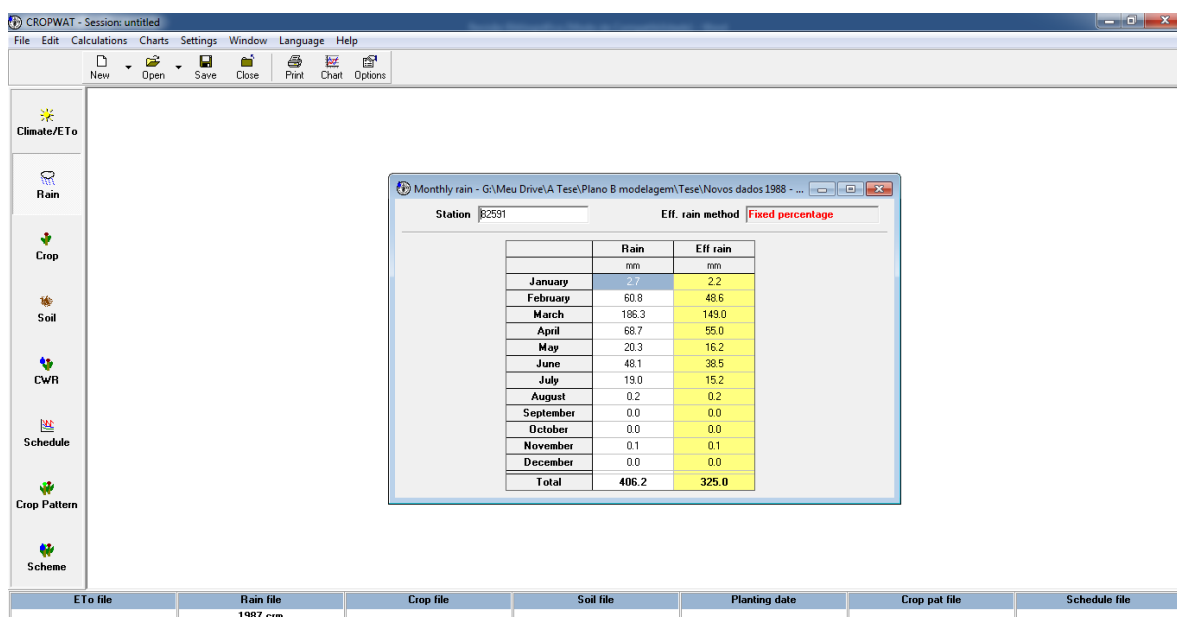 CROPWAT - Session: untitled
File Edit Calculations Charts Settings Window Language Help
New Open Save Close Print Chart Options
Climate/ETo
Rain
Crop
Soil
CWR
Schedule
Crop Pattern
Scheme
Monthly rain - G:\Meu Drive\A Tese\Plano B modelagem\Tese\Novos dados 1988 - ...
Station 82591 Eff. rain method Fixed percentage
Rain Eff rain
mm mm
January 2.7 2.2
February 60.8 48.6
March 186.3 149.0
April 68.7 55.0
May 20.3 16.2
June 48.1 38.5
July 19.0 15.2
August 0.2 0.2
September 0.0 0.0
October 0.0 0.0
November 0.1 0.1
December 0.0 0.0
Total 406.2 325.0
ETo file Rain file Crop file Soil file Planting date Crop pat file Schedule file
1987.crm